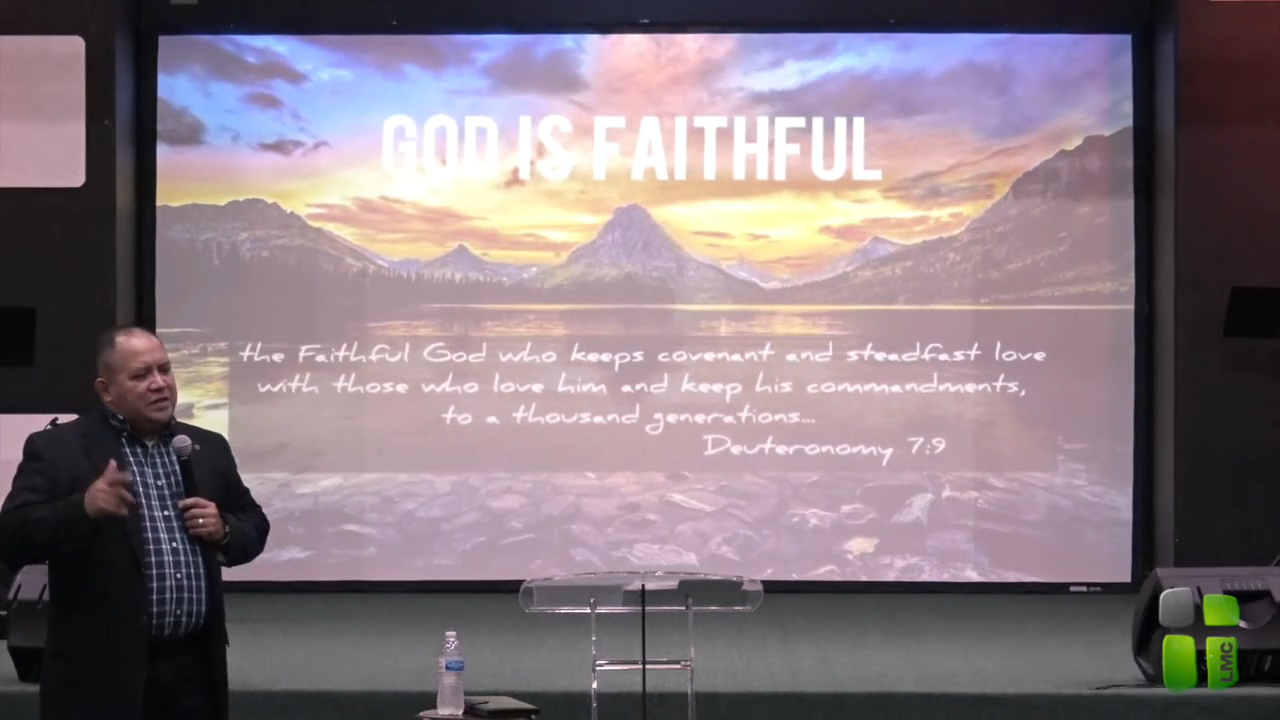 GOD IS FAITHFUL
the Faithful God who keeps covenant and steadfast love
with those who love him and keep his commandments,
to a thousand generations...
Deuteronomy 7:9
LMC